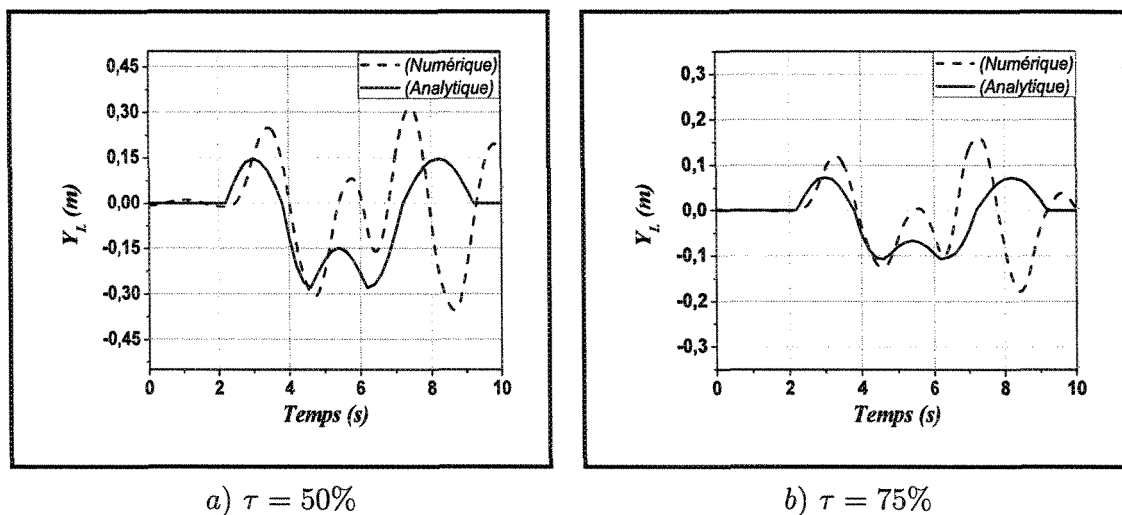 0,45
0,30
0,15
0,00
-0,15
-0,30
-0,45
Y_L (m)
(Numérique)
(Analytique)
0 2 4 6 8 10
Temps (s)
a) τ = 50%
0,3
0,2
0,1
0,0
-0,1
-0,2
-0,3
Y_L (m)
(Numérique)
(Analytique)
0 2 4 6 8 10
Temps (s)
b) τ = 75%